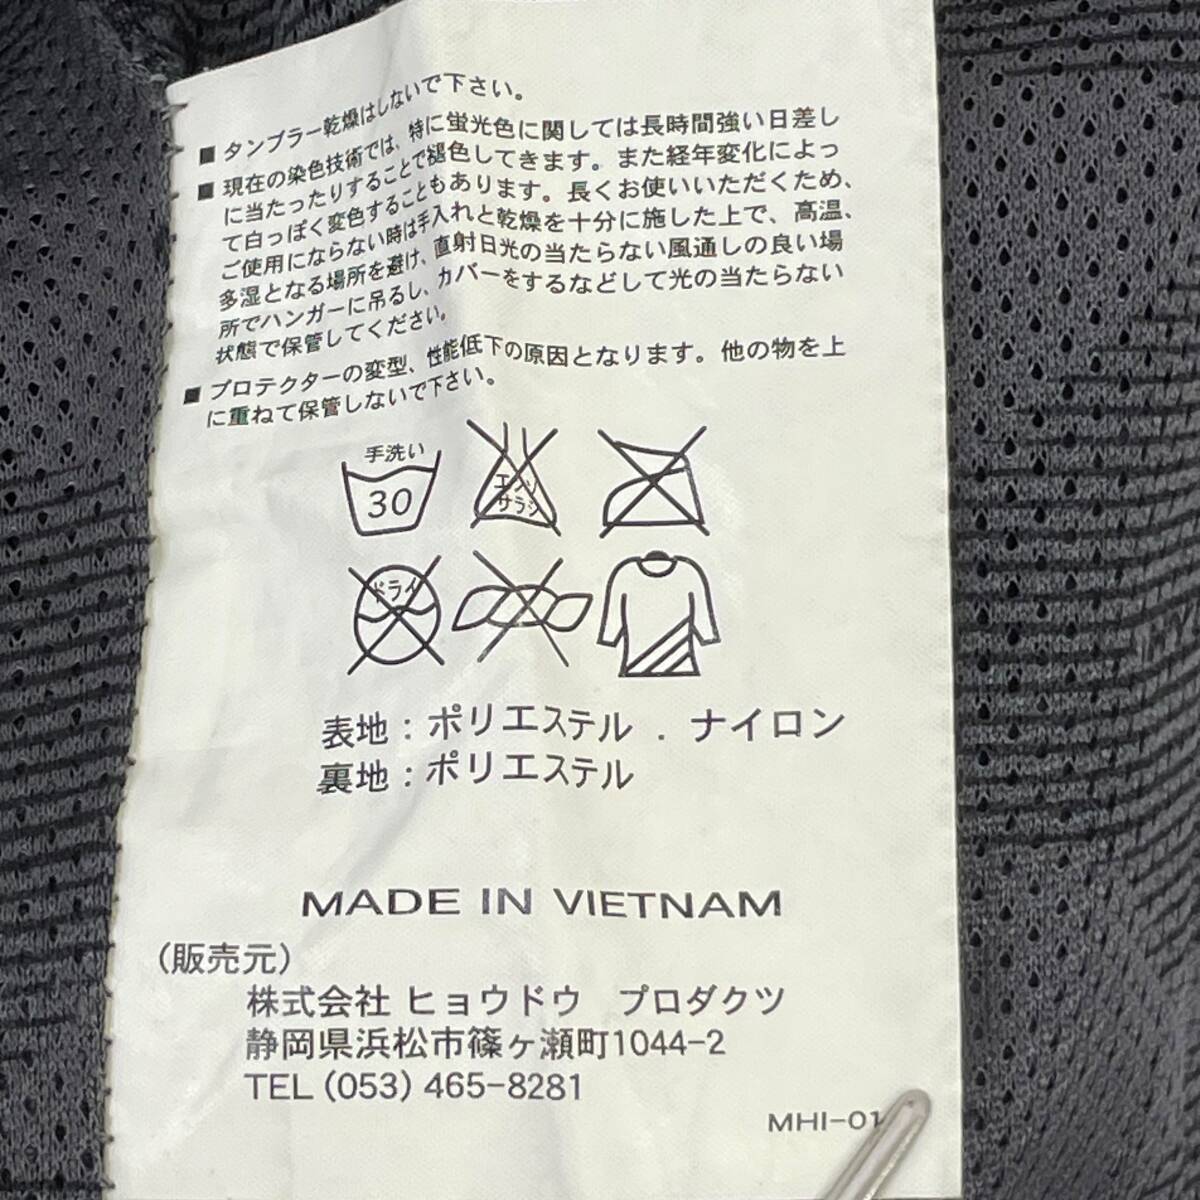 ■ タンブラー乾燥はしないで下さい。
■ 現在の染色技術では、特に蛍光色に関しては長時間強い日差し
に当たったりすることで褪色してきます。また経年変化によっ
て白っぽく変色することもあります。長くお使いいただくため、
ご使用にならない時は手入れと乾燥を十分に施した上で、高温、
多湿となる場所を避け、直射日光の当たらない風通しの良い場
所でハンガーに吊るし、カバーをするなどして光の当たらない
状態で保管してください。
■ プロテクターの変型、性能低下の原因となります。他の物を上
に重ねて保管しないで下さい。
手洗い
30
エンソ
サラシ
ドライ
表地：ポリエステル . ナイロン
裏地：ポリエステル
MADE IN VIETNAM
（販売元）
株式会社 ヒョウドウ プロダクツ
静岡県浜松市篠ヶ瀬町1044-2
TEL (053) 465-8281
MHI-01